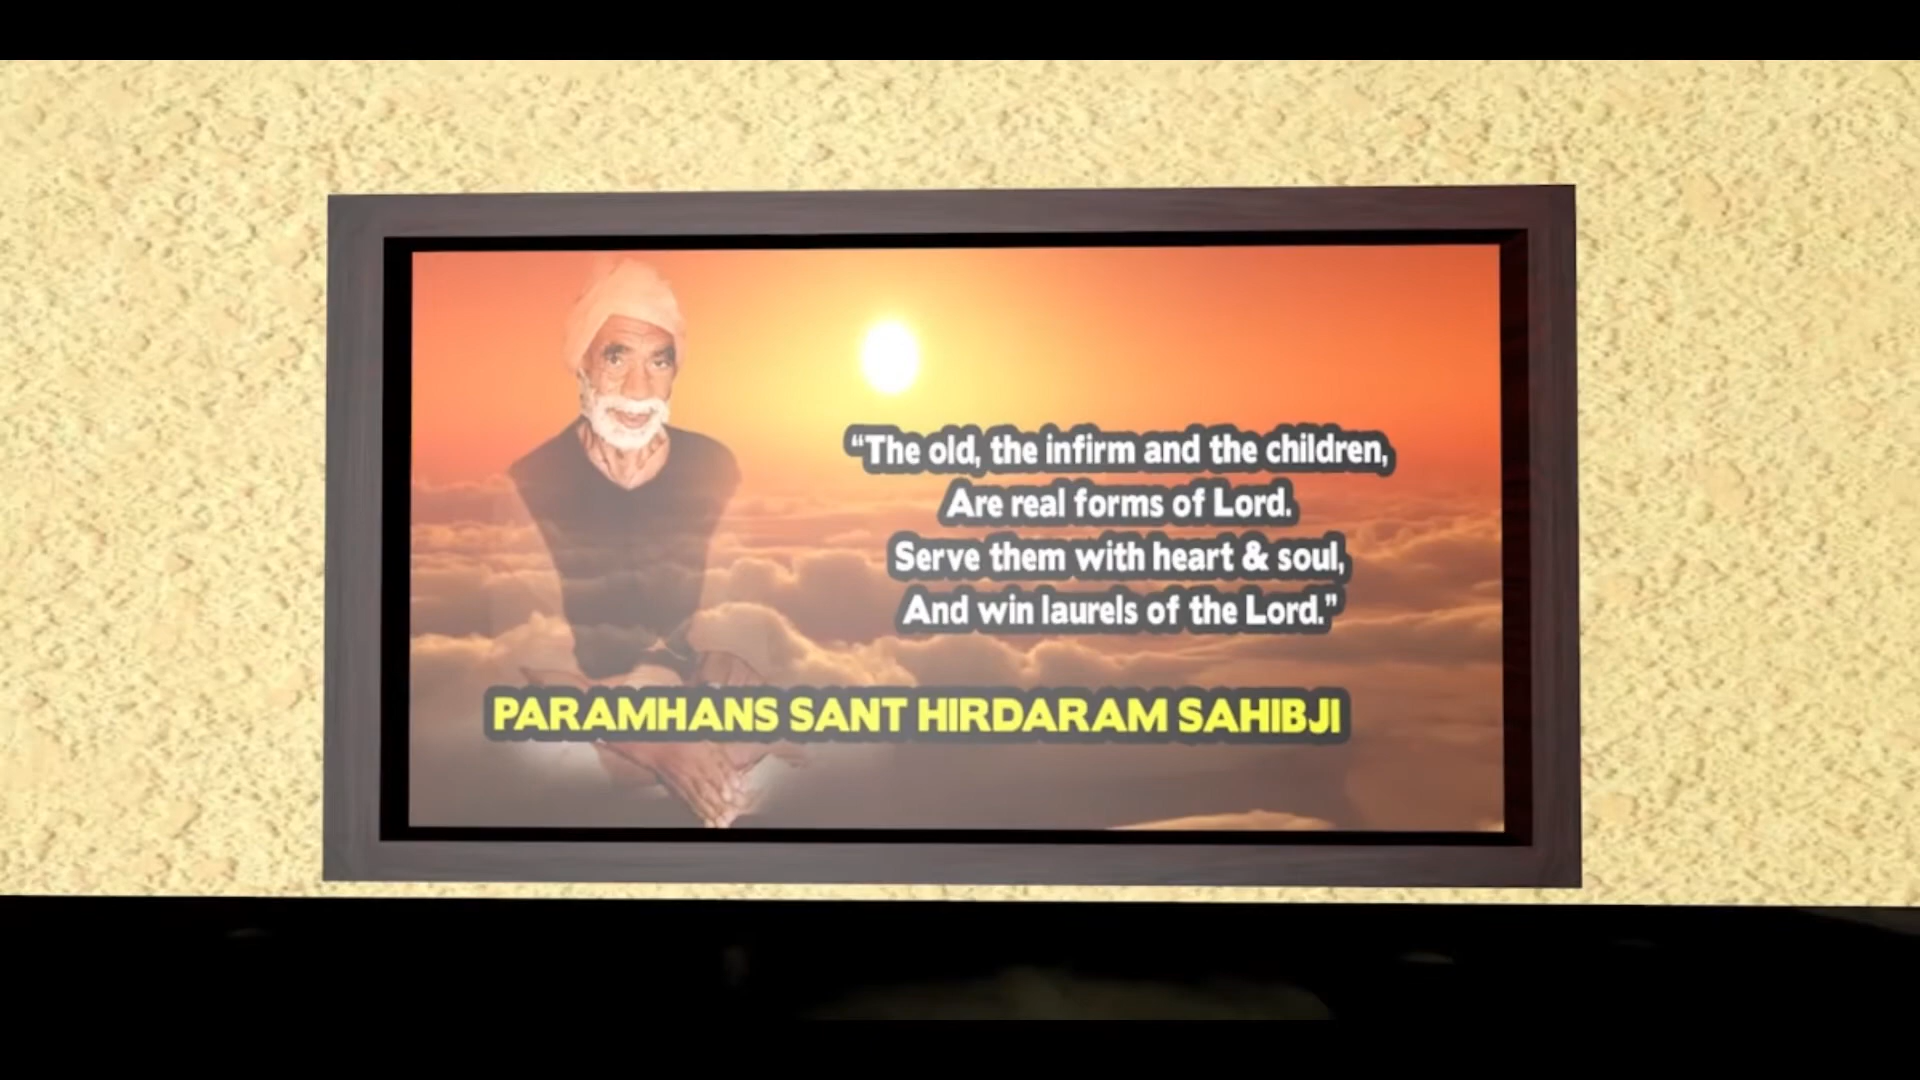 “The old, the infirm and the children,
Are real forms of Lord.
Serve them with heart & soul,
And win laurels of the Lord.”
PARAMHANS SANT HIRDARAM SAHIBJI